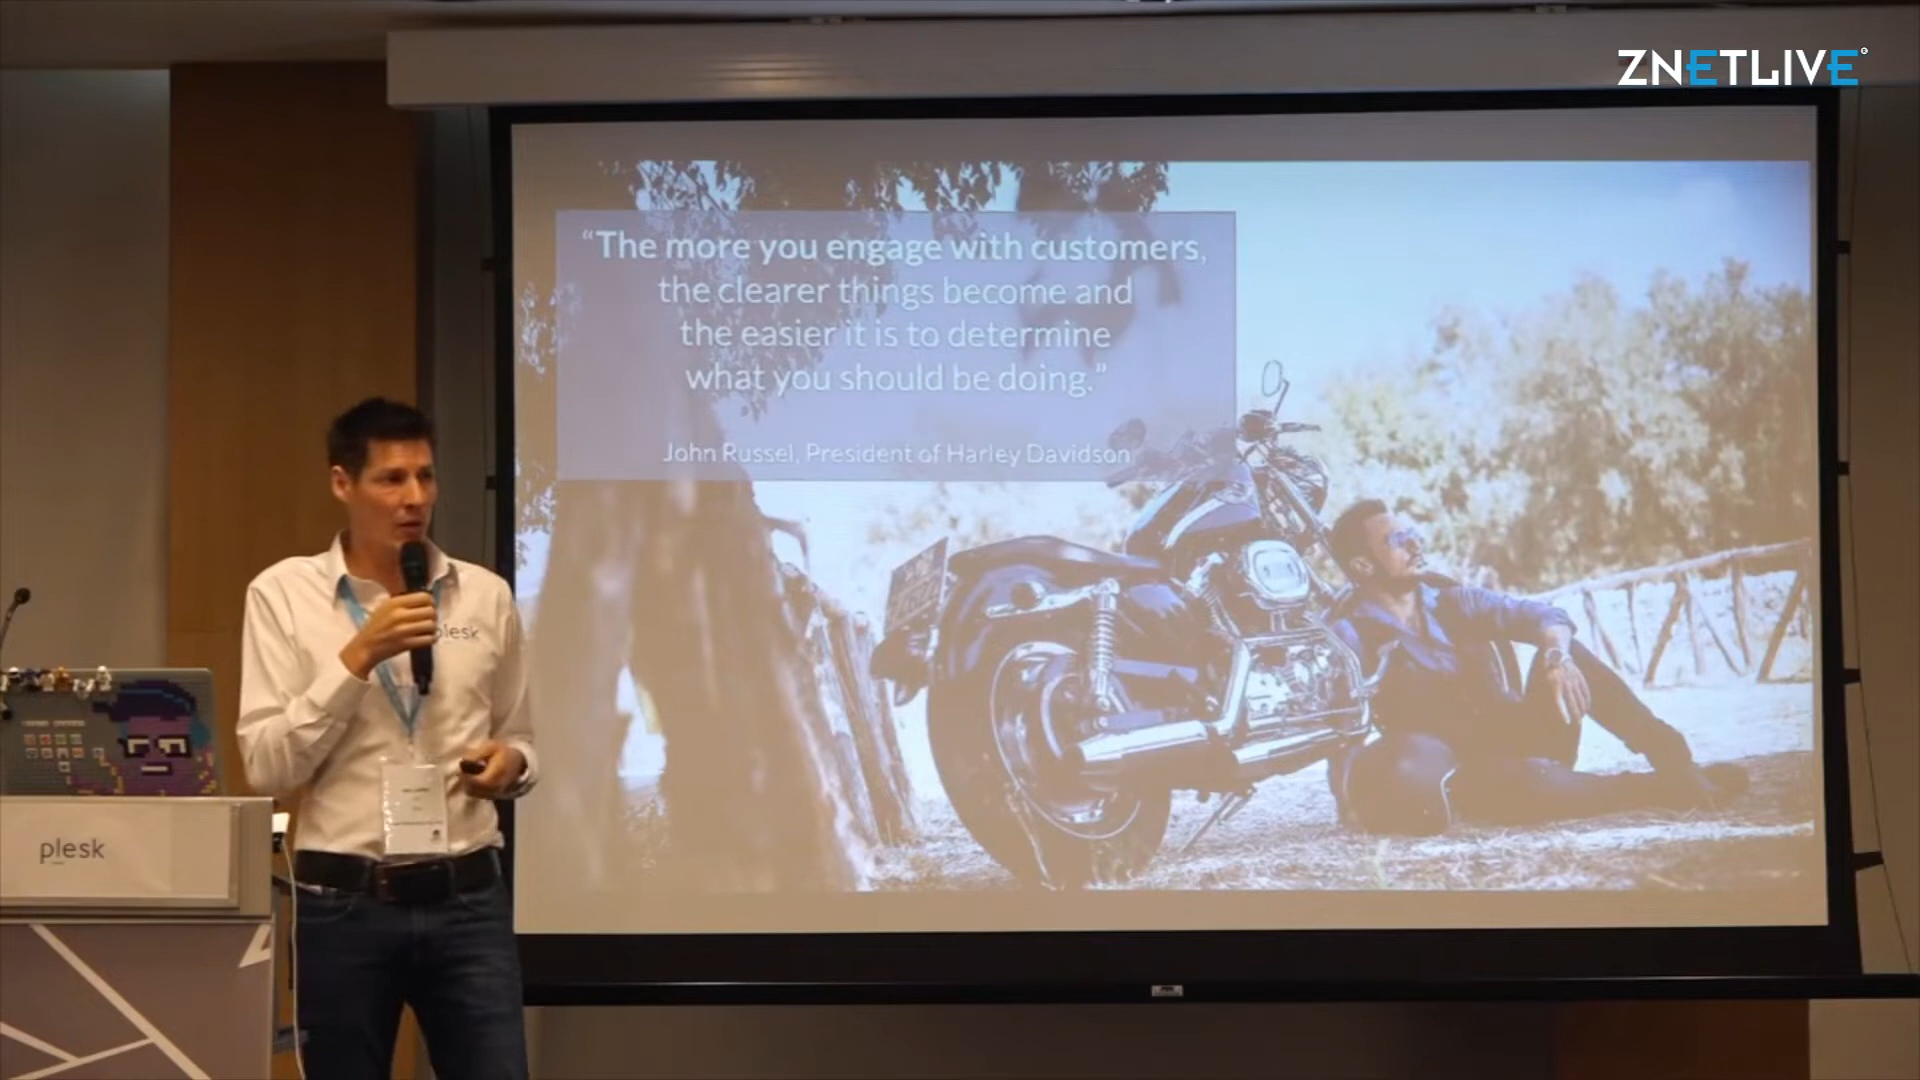 ZNETLIVE
“The more you engage with customers,
the clearer things become and
the easier it is to determine
what you should be doing.”
John Russel, President of Harley Davidson
plesk
plesk